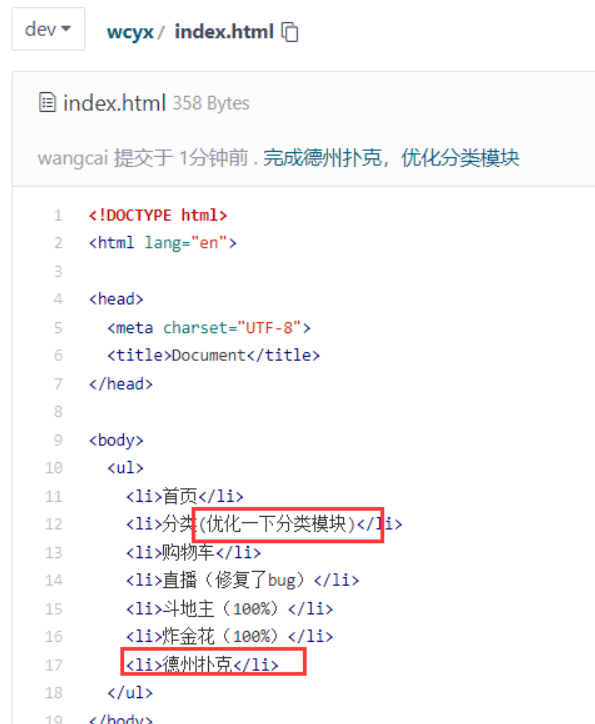 dev
wcyx / index.html
index.html 358 Bytes
wangcai 提交于 1分钟前 . 完成德州扑克，优化分类模块
1 <!DOCTYPE html>
2 <html lang="en">
3
4 <head>
5 <meta charset="UTF-8">
6 <title>Document</title>
7 </head>
8
9 <body>
10 <ul>
11 <li>首页</li>
12 <li>分类(优化一下分类模块)</li>
13 <li>购物车</li>
14 <li>直播（修复了bug）</li>
15 <li>斗地主（100%）</li>
16 <li>炸金花（100%）</li>
17 <li>德州扑克</li>
18 </ul>
19 </body>